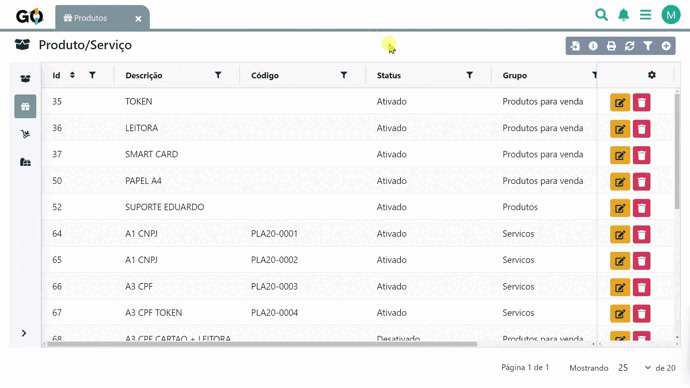 GO
Produtos
M
Produto/Serviço
Id Descrição Código Status Grupo
35 TOKEN Ativado Produtos para venda
36 LEITORA Ativado Produtos para venda
37 SMART CARD Ativado Produtos para venda
50 PAPEL A4 Ativado Produtos para venda
52 SUPORTE EDUARDO Ativado Produtos
64 A1 CNPJ PLA20-0001 Ativado Servicos
65 A1 CNPJ PLA20-0002 Ativado Servicos
66 A3 CPF PLA20-0003 Ativado Servicos
67 A3 CPF TOKEN PLA20-0004 Ativado Servicos
68 A3 CPF CARTAO + LEITORA Desativado Produtos para venda
Página 1 de 1 Mostrando 25 de 20